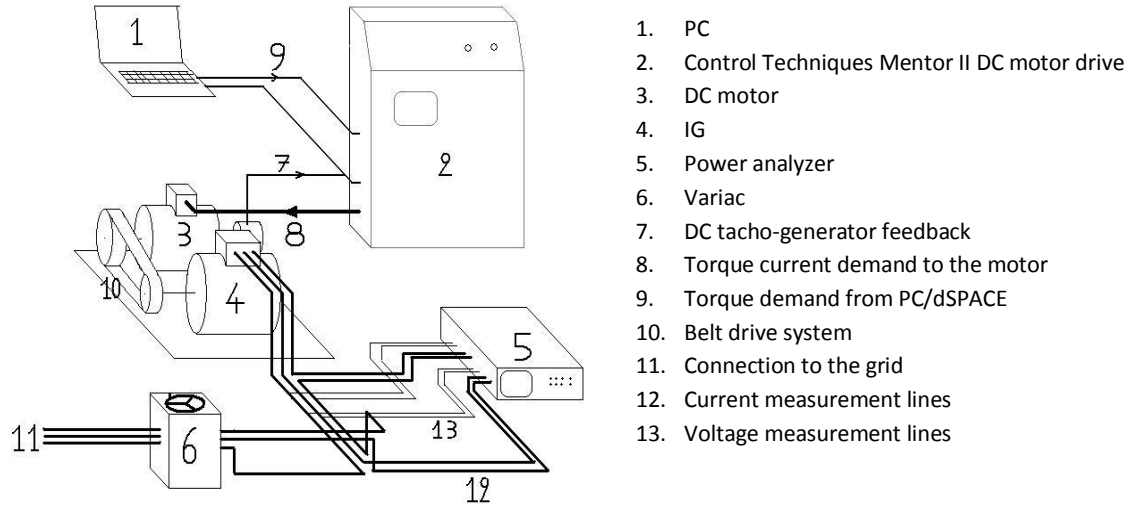 1
9
2
7
3
8
10
4
5
13
11
6
12
1. PC
2. Control Techniques Mentor II DC motor drive
3. DC motor
4. IG
5. Power analyzer
6. Variac
7. DC tacho-generator feedback
8. Torque current demand to the motor
9. Torque demand from PC/dSPACE
10. Belt drive system
11. Connection to the grid
12. Current measurement lines
13. Voltage measurement lines